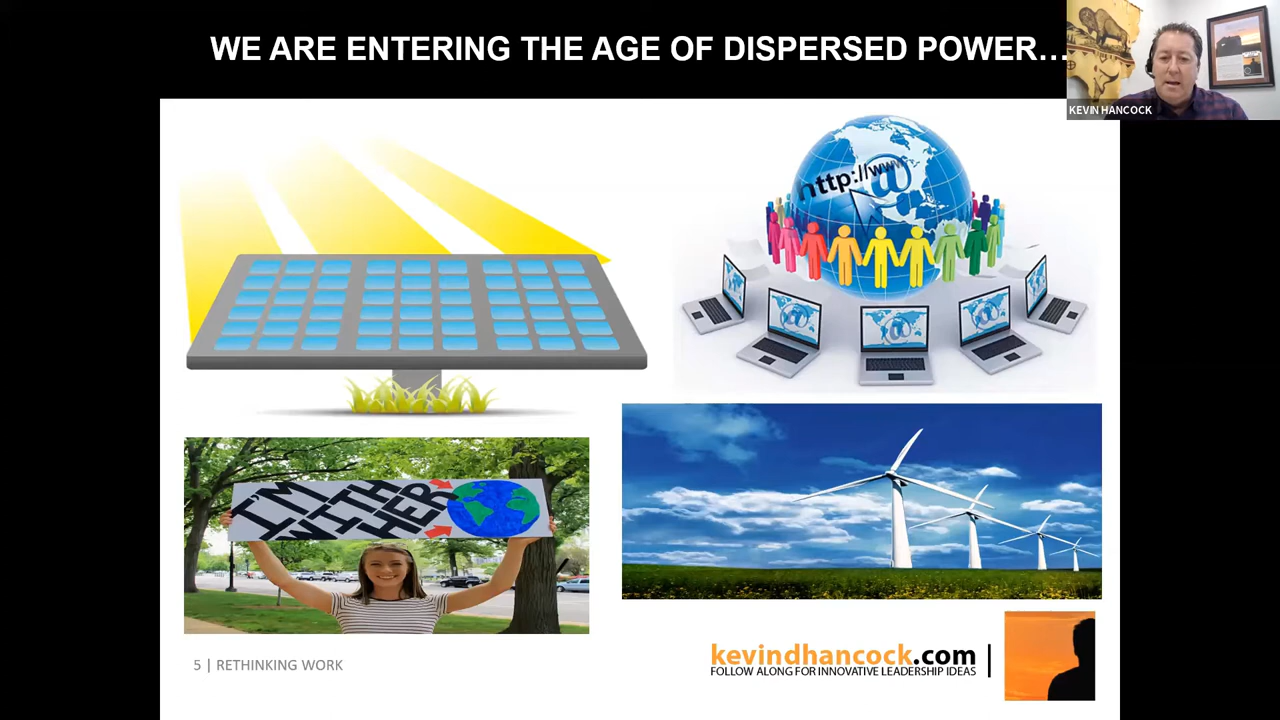 WE ARE ENTERING THE AGE OF DISPERSED POWER...
KEVIN HANCOCK
http://www
@
I'M
WITH
HER
5 | RETHINKING WORK
kevindhancock.com
FOLLOW ALONG FOR INNOVATIVE LEADERSHIP IDEAS